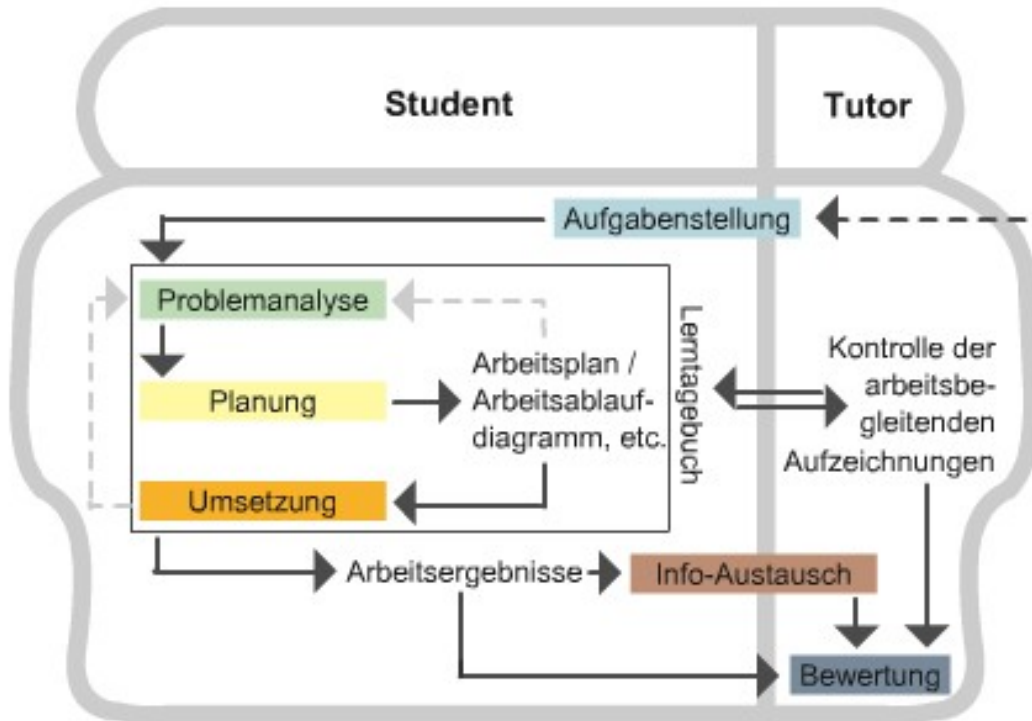 Student
Tutor
Aufgabenstellung
Problemanalyse
Planung
Arbeitsplan /
Arbeitsablauf-
diagramm, etc.
Umsetzung
Lerntagebuch
Kontrolle der
arbeitsbe-
gleitenden
Aufzeichnungen
Arbeitsergebnisse
Info-Austausch
Bewertung